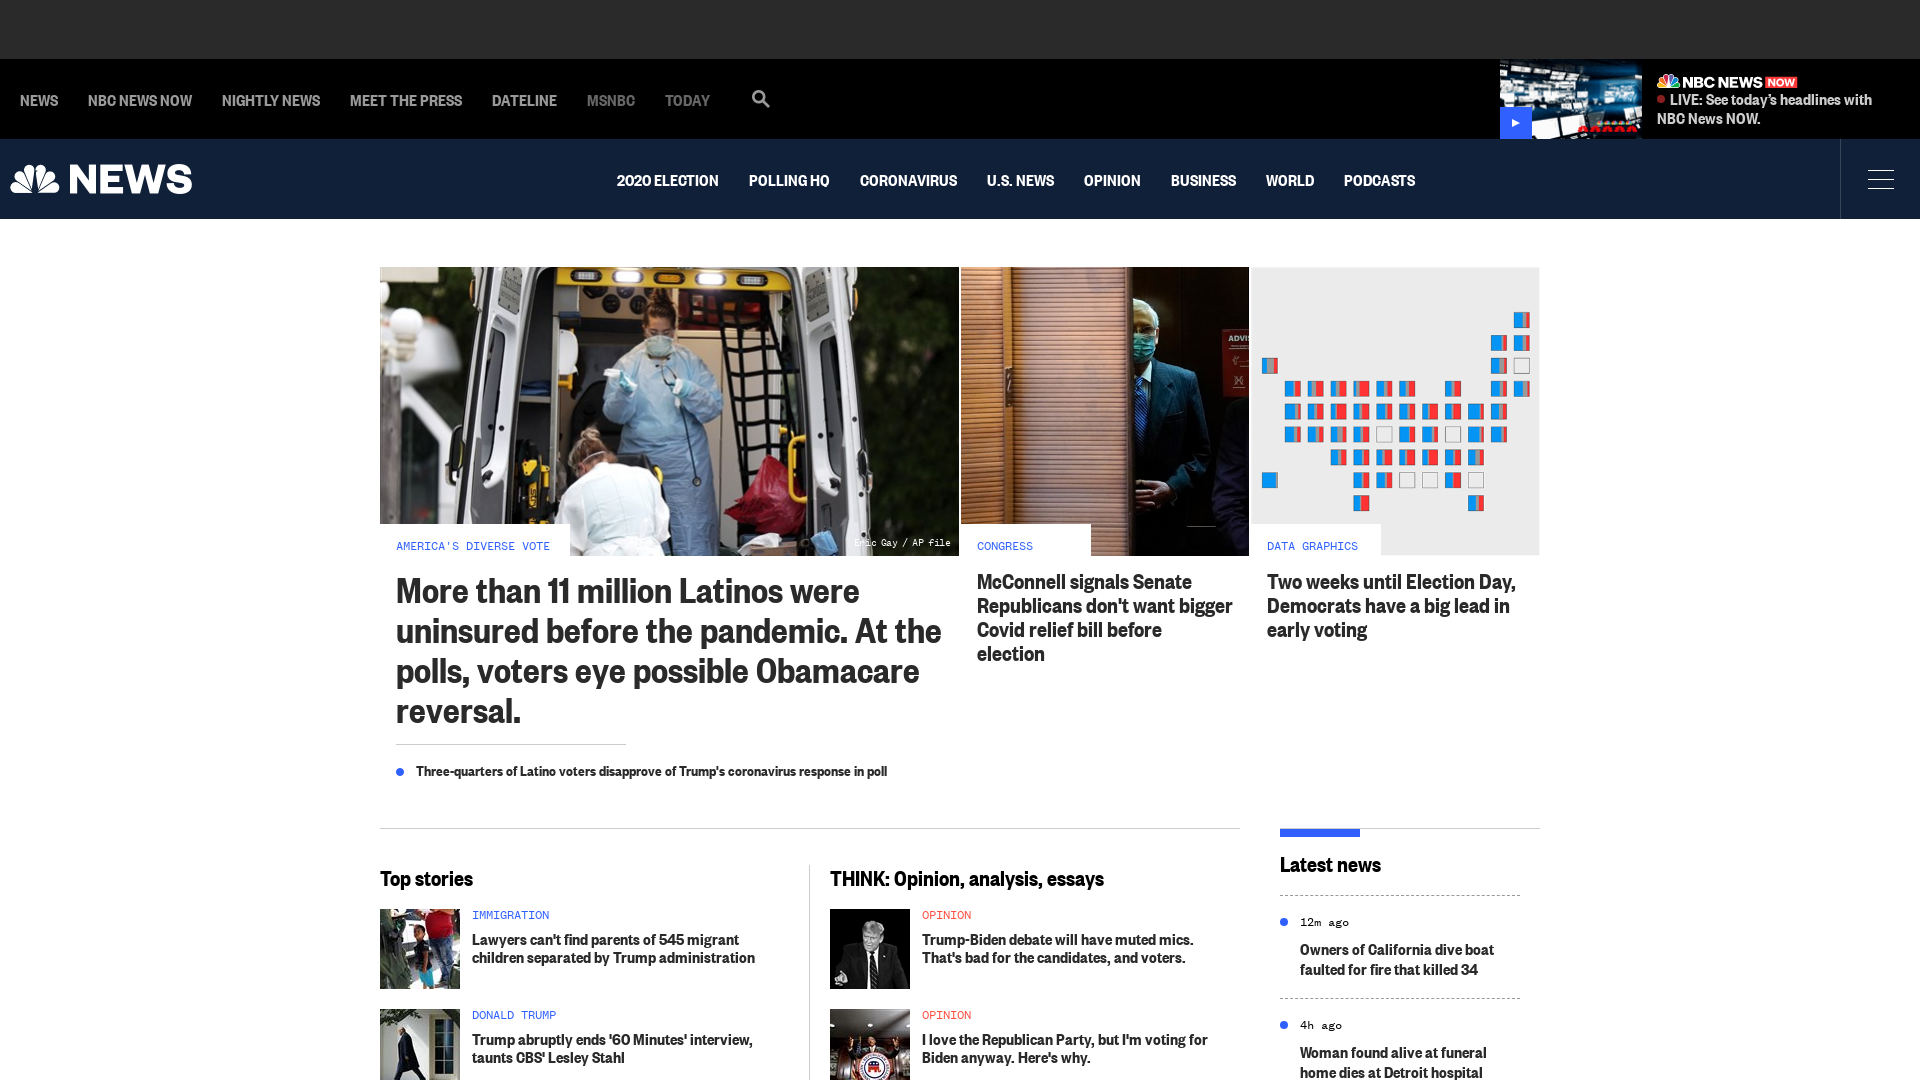 NEWS NBC NEWS NOW NIGHTLY NEWS MEET THE PRESS DATELINE MSNBC TODAY
NBC NEWS NOW
LIVE: See today's headlines with
NBC News NOW.
NEWS
2020 ELECTION POLLING HQ CORONAVIRUS U.S. NEWS OPINION BUSINESS WORLD PODCASTS
AMERICA'S DIVERSE VOTE
Eric Gay / AP file
More than 11 million Latinos were
uninsured before the pandemic. At the
polls, voters eye possible Obamacare
reversal.
Three-quarters of Latino voters disapprove of Trump's coronavirus response in poll
CONGRESS
McConnell signals Senate
Republicans don't want bigger
Covid relief bill before
election
DATA GRAPHICS
Two weeks until Election Day,
Democrats have a big lead in
early voting
Top stories
IMMIGRATION
Lawyers can't find parents of 545 migrant
children separated by Trump administration
DONALD TRUMP
Trump abruptly ends '60 Minutes' interview,
taunts CBS' Lesley Stahl
THINK: Opinion, analysis, essays
OPINION
Trump-Biden debate will have muted mics.
That's bad for the candidates, and voters.
OPINION
I love the Republican Party, but I'm voting for
Biden anyway. Here's why.
Latest news
12m ago
Owners of California dive boat
faulted for fire that killed 34
4h ago
Woman found alive at funeral
home dies at Detroit hospital